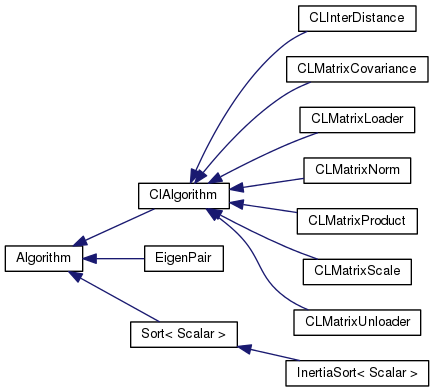 CLInterDistance
CLMatrixCovariance
CLMatrixLoader
CLMatrixNorm
ClAlgorithm
CLMatrixProduct
Algorithm
EigenPair
CLMatrixScale
CLMatrixUnloader
Sort< Scalar >
InertiaSort< Scalar >